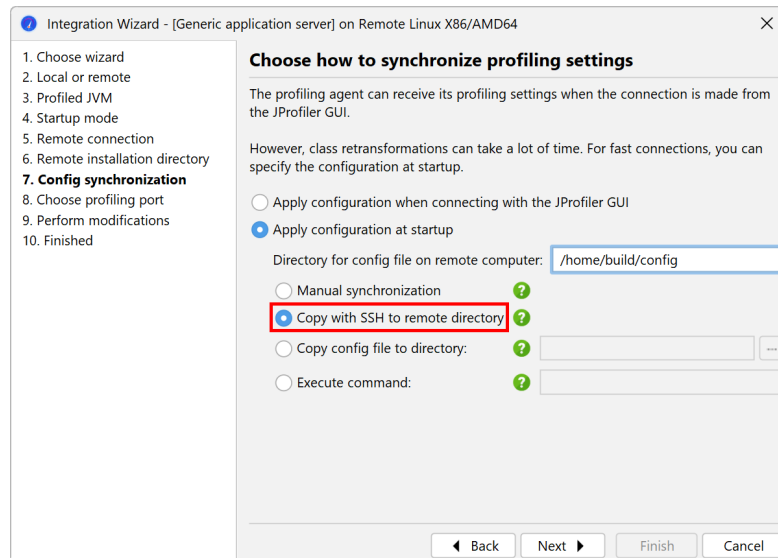 Integration Wizard - [Generic application server] on Remote Linux X86/AMD64
1. Choose wizard
2. Local or remote
3. Profiled JVM
4. Startup mode
5. Remote connection
6. Remote installation directory
7. Config synchronization
8. Choose profiling port
9. Perform modifications
10. Finished
Choose how to synchronize profiling settings
The profiling agent can receive its profiling settings when the connection is made from
the JProfiler GUI.
However, class retransformations can take a lot of time. For fast connections, you can
specify the configuration at startup.
Apply configuration when connecting with the JProfiler GUI
Apply configuration at startup
Directory for config file on remote computer: /home/build/config
Manual synchronization ?
Copy with SSH to remote directory ?
Copy config file to directory: ? ...
Execute command: ?
Back Next Finish Cancel